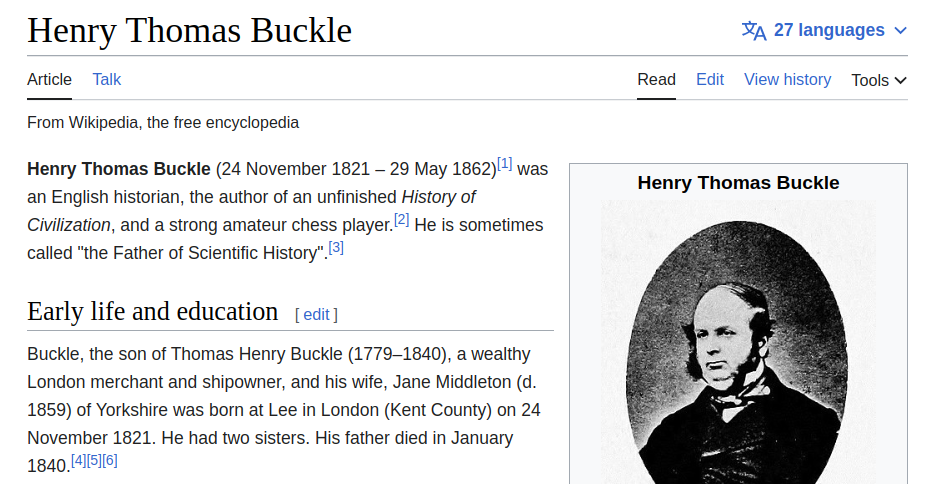 Henry Thomas Buckle
27 languages
Article Talk
Read Edit View history Tools
From Wikipedia, the free encyclopedia
Henry Thomas Buckle (24 November 1821 – 29 May 1862)[1] was
an English historian, the author of an unfinished History of
Civilization, and a strong amateur chess player.[2] He is sometimes
called "the Father of Scientific History".[3]
Early life and education [ edit ]
Buckle, the son of Thomas Henry Buckle (1779–1840), a wealthy
London merchant and shipowner, and his wife, Jane Middleton (d.
1859) of Yorkshire was born at Lee in London (Kent County) on 24
November 1821. He had two sisters. His father died in January
1840.[4][5][6]
Henry Thomas Buckle